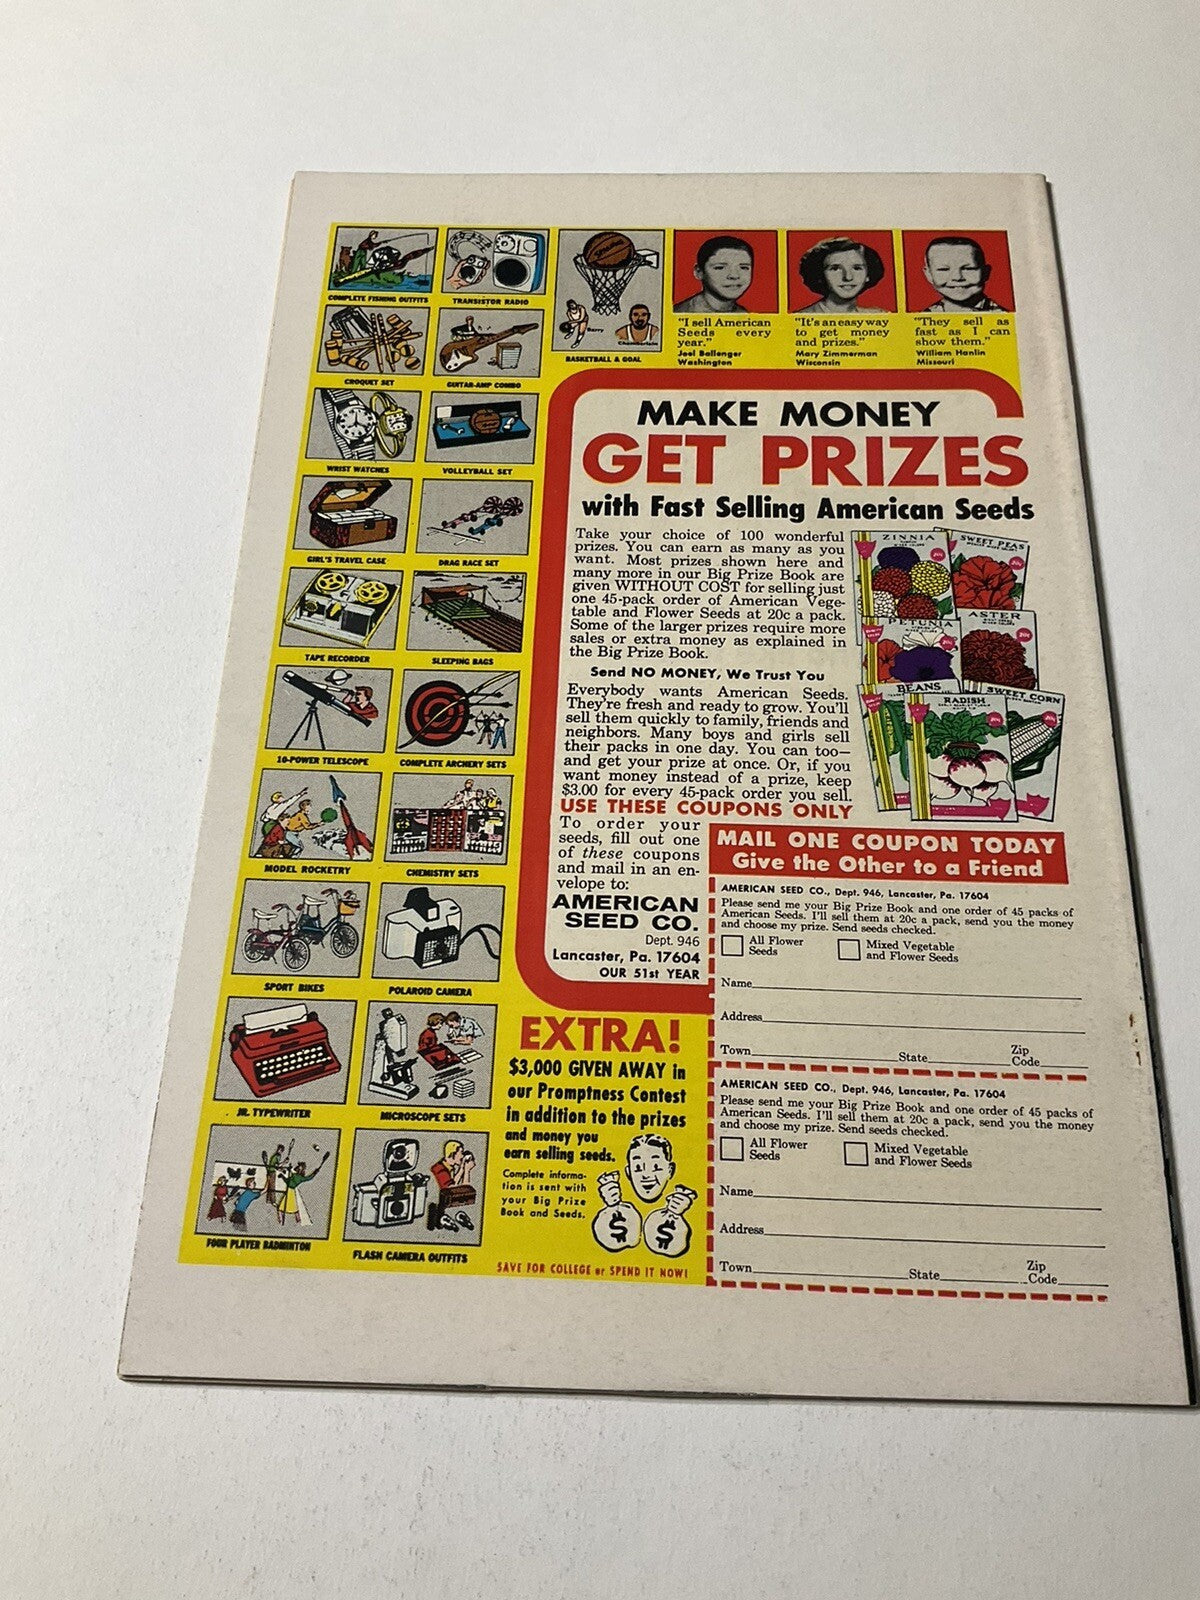 COMPLETE FISHING OUTFITS
TRANSISTOR RADIO
CROQUET SET
GUITAR-AMP COMBO
Barry
Chamberlain
BASKETBALL & GOAL
WRIST WATCHES
VOLLEYBALL SET
GIRL'S TRAVEL CASE
DRAG RACE SET
TAPE RECORDER
SLEEPING BAGS
10-POWER TELESCOPE
COMPLETE ARCHERY SETS
MODEL ROCKETRY
CHEMISTRY SETS
SPORT BIKES
POLAROID CAMERA
JR. TYPEWRITER
MICROSCOPE SETS
FOUR PLAYER BADMINTON
FLASH CAMERA OUTFITS
"I sell American
Seeds every
year."
Joel Ballenger
Washington
"It's an easy way
to get money
and prizes."
Mary Zimmerman
Wisconsin
"They sell as
fast as I can
show them."
William Hanlin
Missouri
MAKE MONEY
GET PRIZES
with Fast Selling American Seeds
Take your choice of 100 wonderful
prizes. You can earn as many as you
want. Most prizes shown here and
many more in our Big Prize Book are
given WITHOUT COST for selling just
one 45-pack order of American Vege-
table and Flower Seeds at 20c a pack.
Some of the larger prizes require more
sales or extra money as explained in
the Big Prize Book.
Send NO MONEY, We Trust You
Everybody wants American Seeds.
They're fresh and ready to grow. You'll
sell them quickly to family, friends and
neighbors. Many boys and girls sell
their packs in one day. You can too—
and get your prize at once. Or, if you
want money instead of a prize, keep
$3.00 for every 45-pack order you sell.
USE THESE COUPONS ONLY
To order your
seeds, fill out one
of these coupons
and mail in an en-
velope to:
AMERICAN
SEED CO.
Dept. 946
Lancaster, Pa. 17604
OUR 51st YEAR
ZINNIA
SWEET PEAS
20c
20c
PETUNIA
ASTER
20c
BEANS
SWEET CORN
RADISH
20c
MAIL ONE COUPON TODAY
Give the Other to a Friend
AMERICAN SEED CO., Dept. 946, Lancaster, Pa. 17604
Please send me your Big Prize Book and one order of 45 packs of
American Seeds. I'll sell them at 20c a pack, send you the money
and choose my prize. Send seeds checked.
All Flower
Seeds
Mixed Vegetable
and Flower Seeds
Name
Address
Town State Zip Code
AMERICAN SEED CO., Dept. 946, Lancaster, Pa. 17604
Please send me your Big Prize Book and one order of 45 packs of
American Seeds. I'll sell them at 20c a pack, send you the money
and choose my prize. Send seeds checked.
All Flower
Seeds
Mixed Vegetable
and Flower Seeds
Name
Address
Town State Zip Code
EXTRA!
$3,000 GIVEN AWAY in
our Promptness Contest
in addition to the prizes
and money you
earn selling seeds.
Complete informa-
tion is sent with
your Big Prize
Book and Seeds.
$ $
SAVE FOR COLLEGE or SPEND IT NOW!